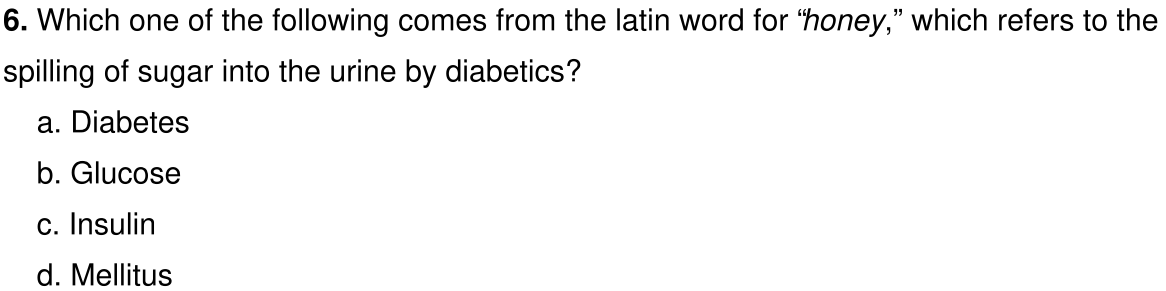 6. Which one of the following comes from the latin word for “honey,” which refers to the
spilling of sugar into the urine by diabetics?
a. Diabetes
b. Glucose
c. Insulin
d. Mellitus